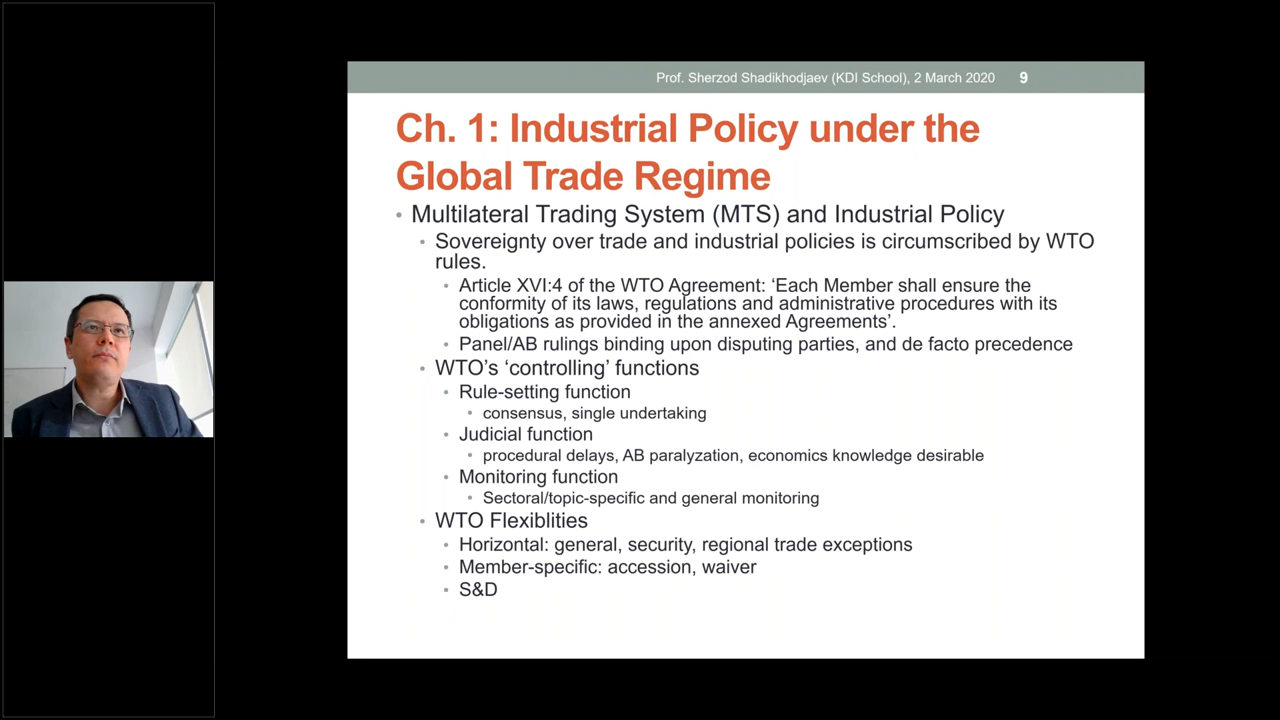 Prof. Sherzod Shadikhodjaev (KDI School), 2 March 2020 9
Ch. 1: Industrial Policy under the
Global Trade Regime
• Multilateral Trading System (MTS) and Industrial Policy
• Sovereignty over trade and industrial policies is circumscribed by WTO
rules.
• Article XVI:4 of the WTO Agreement: ‘Each Member shall ensure the
conformity of its laws, regulations and administrative procedures with its
obligations as provided in the annexed Agreements’.
• Panel/AB rulings binding upon disputing parties, and de facto precedence
• WTO’s ‘controlling’ functions
• Rule-setting function
• consensus, single undertaking
• Judicial function
• procedural delays, AB paralyzation, economics knowledge desirable
• Monitoring function
• Sectoral/topic-specific and general monitoring
• WTO Flexiblities
• Horizontal: general, security, regional trade exceptions
• Member-specific: accession, waiver
• S&D